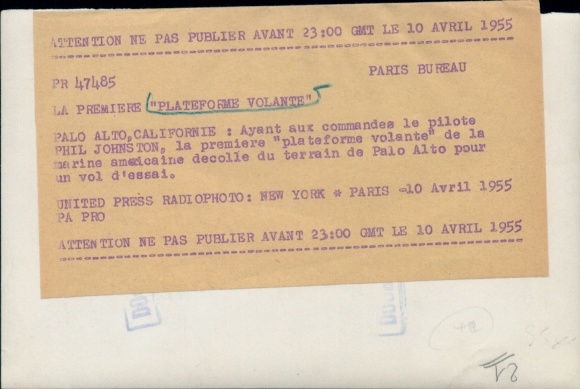 ATTENTION NE PAS PUBLIER AVANT 23:00 GMT LE 10 AVRIL 1955
PR 47485
PARIS BUREAU
LA PREMIERE "PLATEFORME VOLANTE"
PALO ALTO,CALIFORNIE : Ayant aux commandes le pilote
PHIL JOHNSTON, la premiere "plateforme volante" de la
marine americaine decolle du terrain de Palo Alto pour
un vol d'essai.
UNITED PRESS RADIOPHOTO: NEW YORK * PARIS -10 Avril 1955
PA PRO
ATTENTION NE PAS PUBLIER AVANT 23:00 GMT LE 10 AVRIL 1955